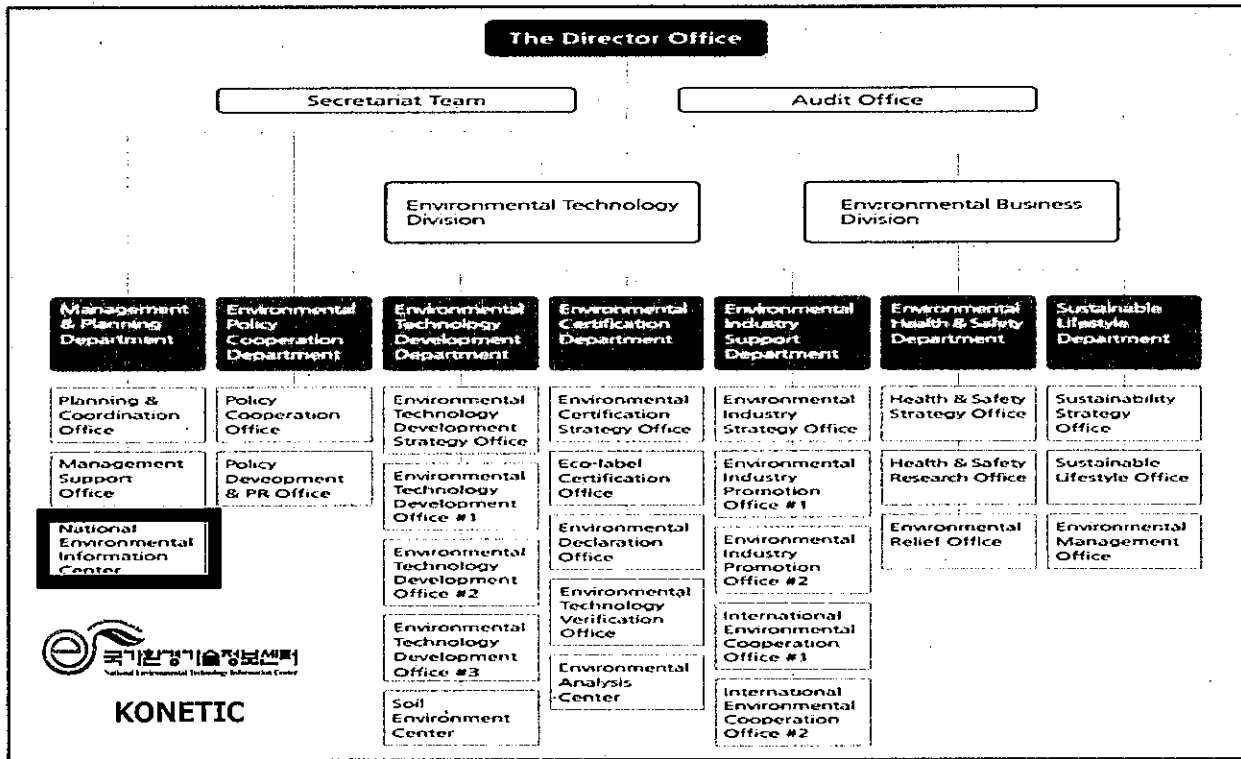 The Director Office
Secretariat Team
Audit Office
Environmental Technology
Division
Environmental Business
Division
Management
& Planning
Department
Environmental
Policy
Cooperation
Department
Environmental
Technology
Development
Department
Environmental
Certification
Department
Environmental
Industry
Support
Department
Environmental
Health & Safety
Department
Sustainable
Lifestyle
Department
Planning &
Coordination
Office
Management
Support
Office
National
Environmental
Information
Center
Policy
Cooperation
Office
Policy
Deveopment
& PR Office
Environmental
Technology
Development
Strategy Office
Environmental
Technology
Development
Office #1
Environmental
Technology
Development
Office #2
Environmental
Technology
Development
Office #3
Soil
Environment
Center
Environmental
Certification
Strategy Office
Eco-label
Certification
Office
Environmental
Declaration
Office
Environmental
Technology
Verification
Office
Environmental
Analysis
Center
Environmental
Industry
Strategy Office
Environmental
Industry
Promotion
Office #1
Environmental
Industry
Promotion
Office #2
International
Environmental
Cooperation
Office #1
International
Environmental
Cooperation
Office #2
Health & Safety
Strategy Office
Health & Safety
Research Office
Environmental
Relief Office
Sustainability
Strategy
Office
Sustainable
Lifestyle Office
Environmental
Management
Office
국가환경기술정보센터
National Environmental Technology Information Center
KONETIC